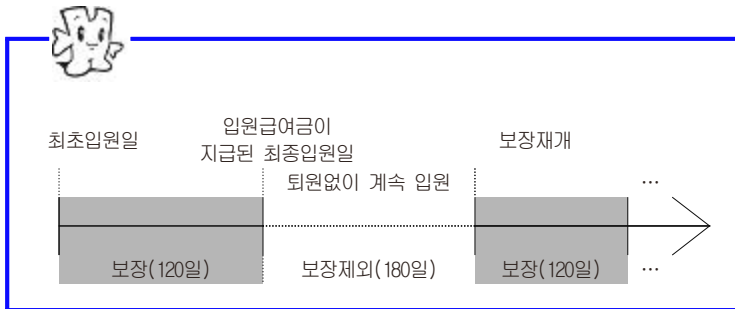 최초입원일
입원급여금이
지급된 최종입원일
보장재개
퇴원없이 계속 입원
…
보장(120일)
보장제외(180일)
보장(120일)
…